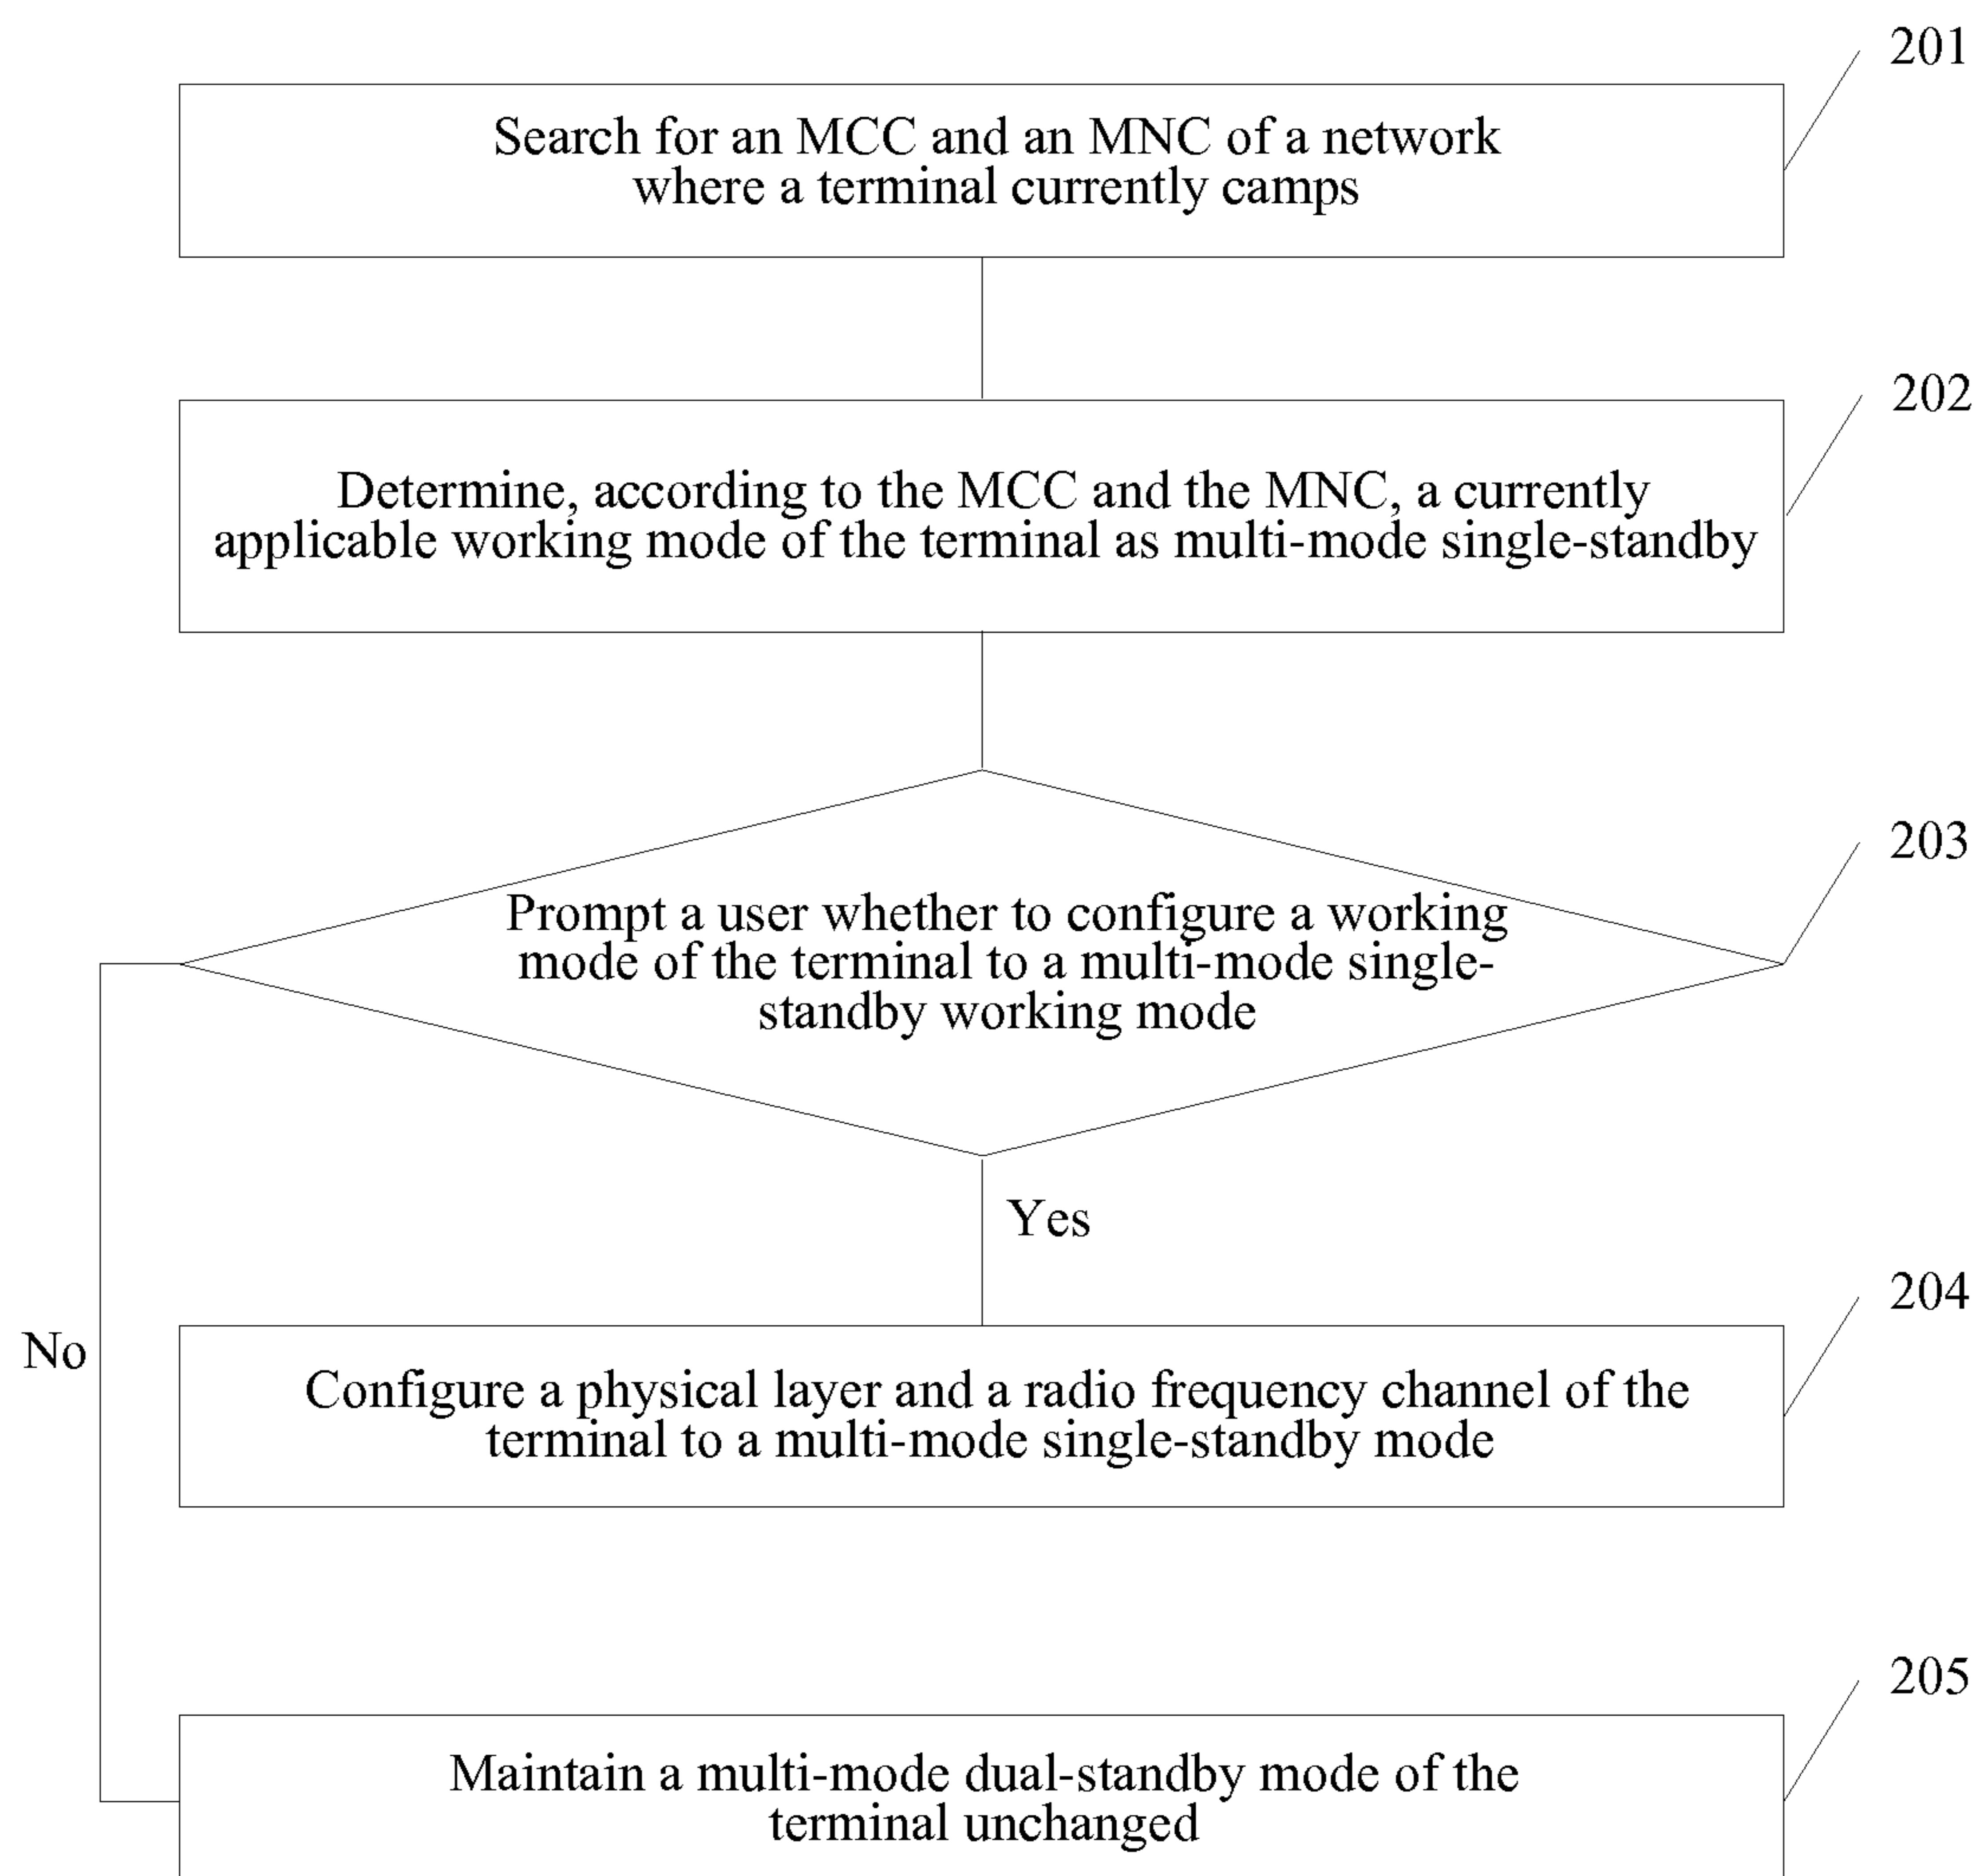 201
Search for an MCC and an MNC of a network
where a terminal currently camps
202
Determine, according to the MCC and the MNC, a currently
applicable working mode of the terminal as multi-mode single-standby
203
Prompt a user whether to configure a working
mode of the terminal to a multi-mode single-
standby working mode
Yes
204
No
Configure a physical layer and a radio frequency channel of the
terminal to a multi-mode single-standby mode
205
Maintain a multi-mode dual-standby mode of the
terminal unchanged